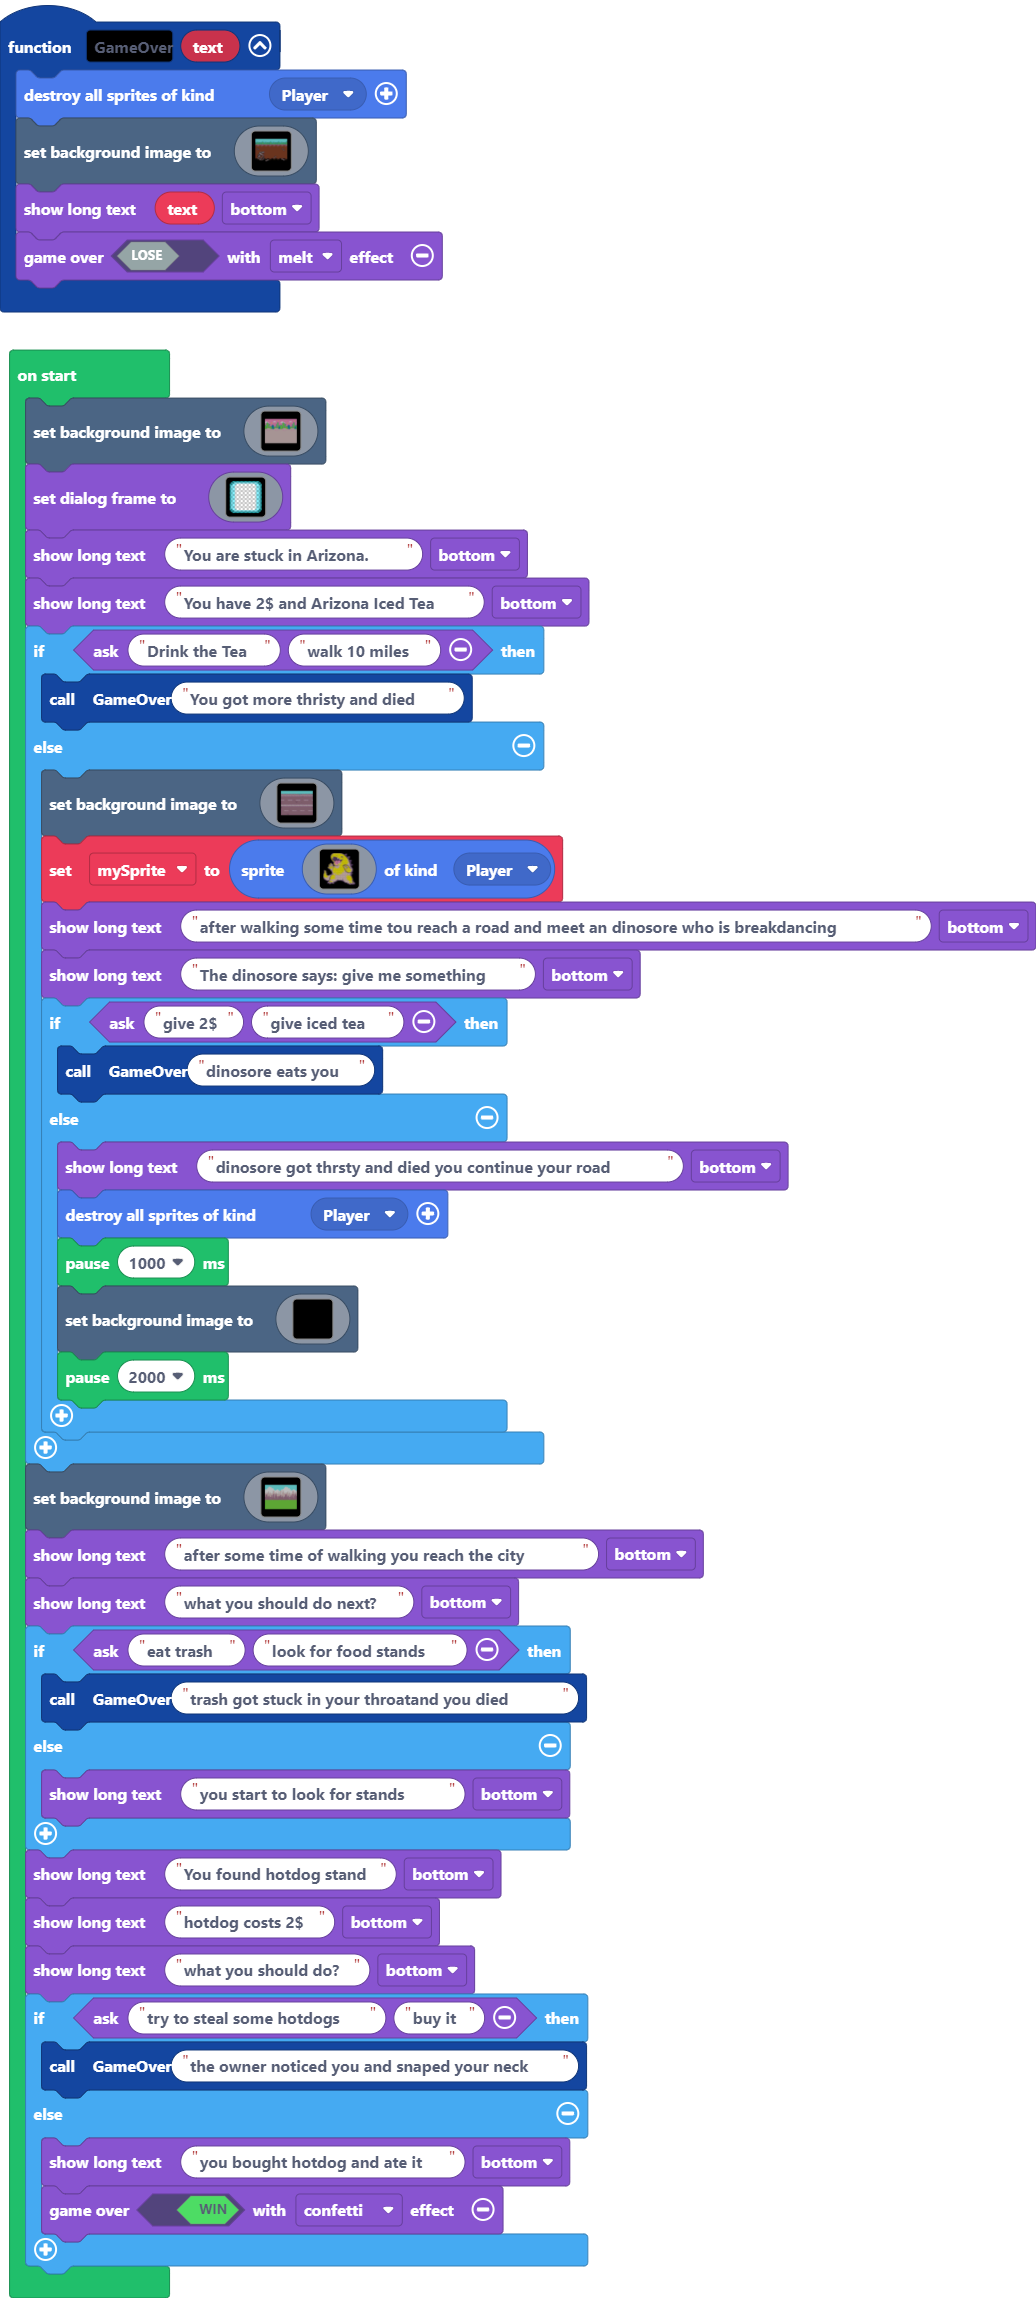 function GameOver text
destroy all sprites of kind Player
set background image to
show long text text bottom
game over LOSE with melt effect
on start
set background image to
set dialog frame to
show long text "You are stuck in Arizona. " bottom
show long text "You have 2$ and Arizona Iced Tea " bottom
if ask "Drink the Tea " "walk 10 miles " then
call GameOver "You got more thristy and died "
else
set background image to
set mySprite to sprite of kind Player
show long text "after walking some time tou reach a road and meet an dinosore who is breakdancing " bottom
show long text "The dinosore says: give me something " bottom
if ask "give 2$ " "give iced tea " then
call GameOver "dinosore eats you "
else
show long text "dinosore got thrsty and died you continue your road " bottom
destroy all sprites of kind Player
pause 1000 ms
set background image to
pause 2000 ms
set background image to
show long text "after some time of walking you reach the city " bottom
show long text "what you should do next? " bottom
if ask "eat trash " "look for food stands " then
call GameOver "trash got stuck in your throatand you died "
else
show long text "you start to look for stands " bottom
show long text "You found hotdog stand " bottom
show long text "hotdog costs 2$ " bottom
show long text "what you should do? " bottom
if ask "try to steal some hotdogs " "buy it " then
call GameOver "the owner noticed you and snaped your neck "
else
show long text "you bought hotdog and ate it " bottom
game over WIN with confetti effect